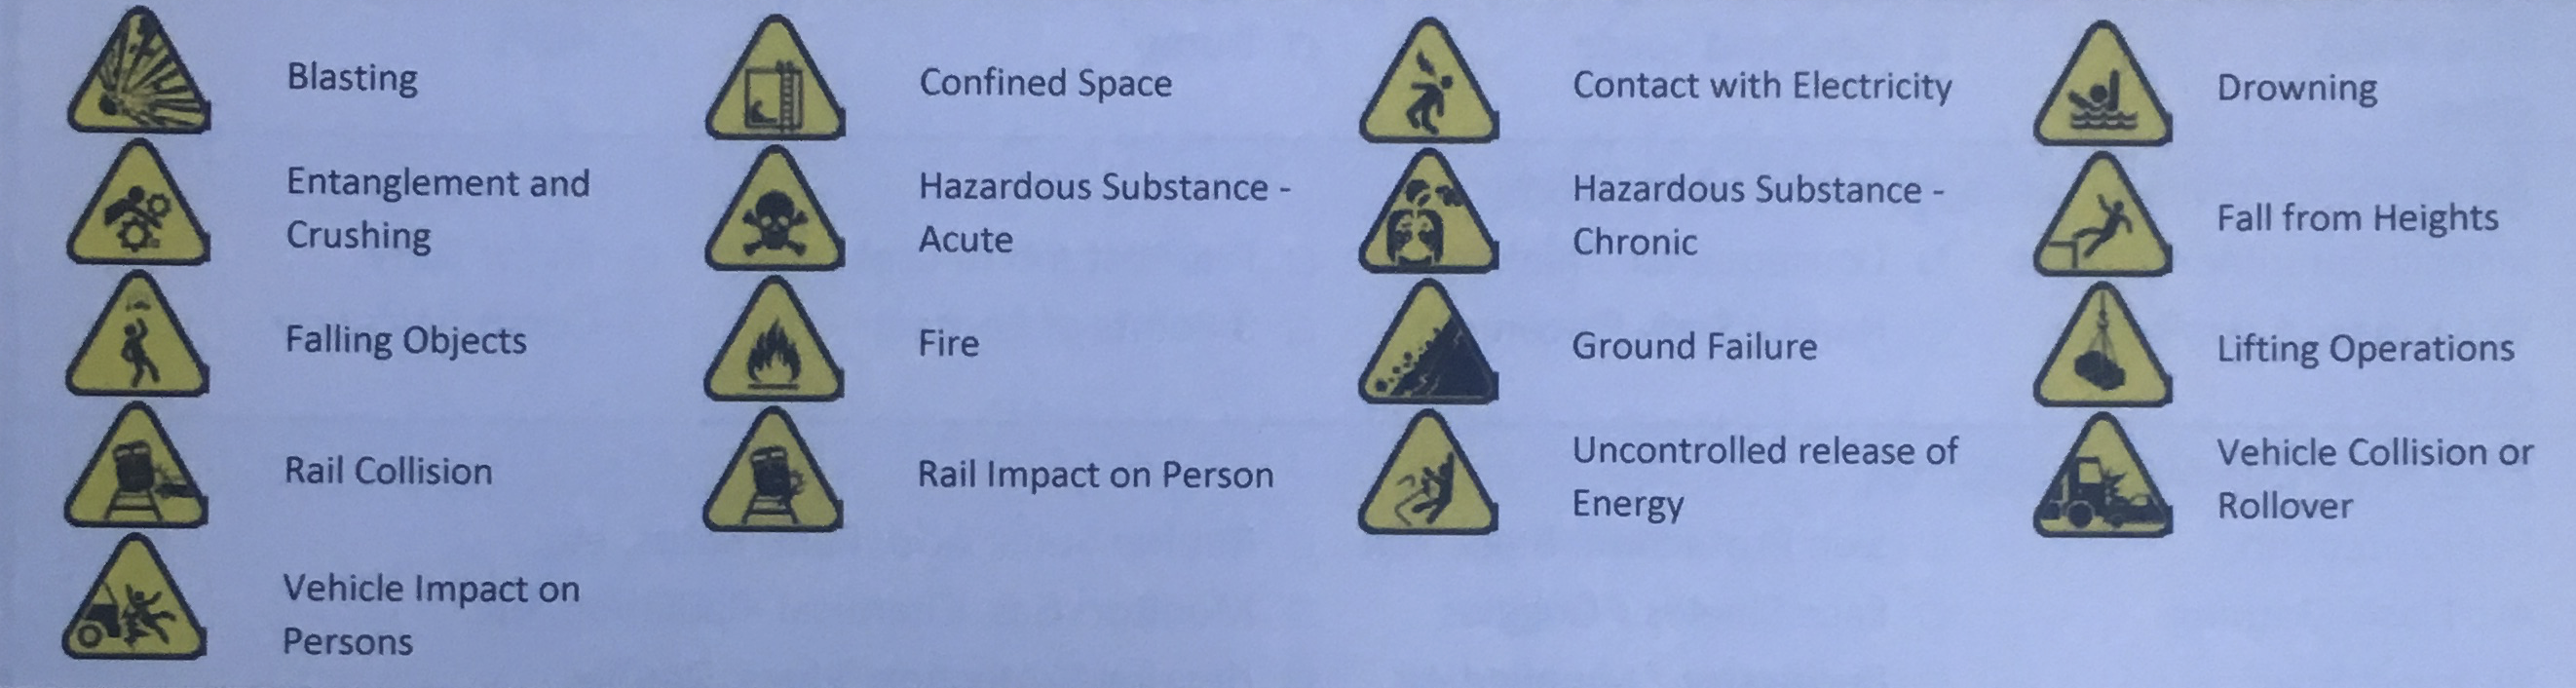 Blasting
Confined Space
Contact with Electricity
Drowning
Entanglement and
Crushing
Hazardous Substance -
Acute
Hazardous Substance -
Chronic
Fall from Heights
Falling Objects
Fire
Ground Failure
Lifting Operations
Rail Collision
Rail Impact on Person
Uncontrolled release of
Energy
Vehicle Collision or
Rollover
Vehicle Impact on
Persons